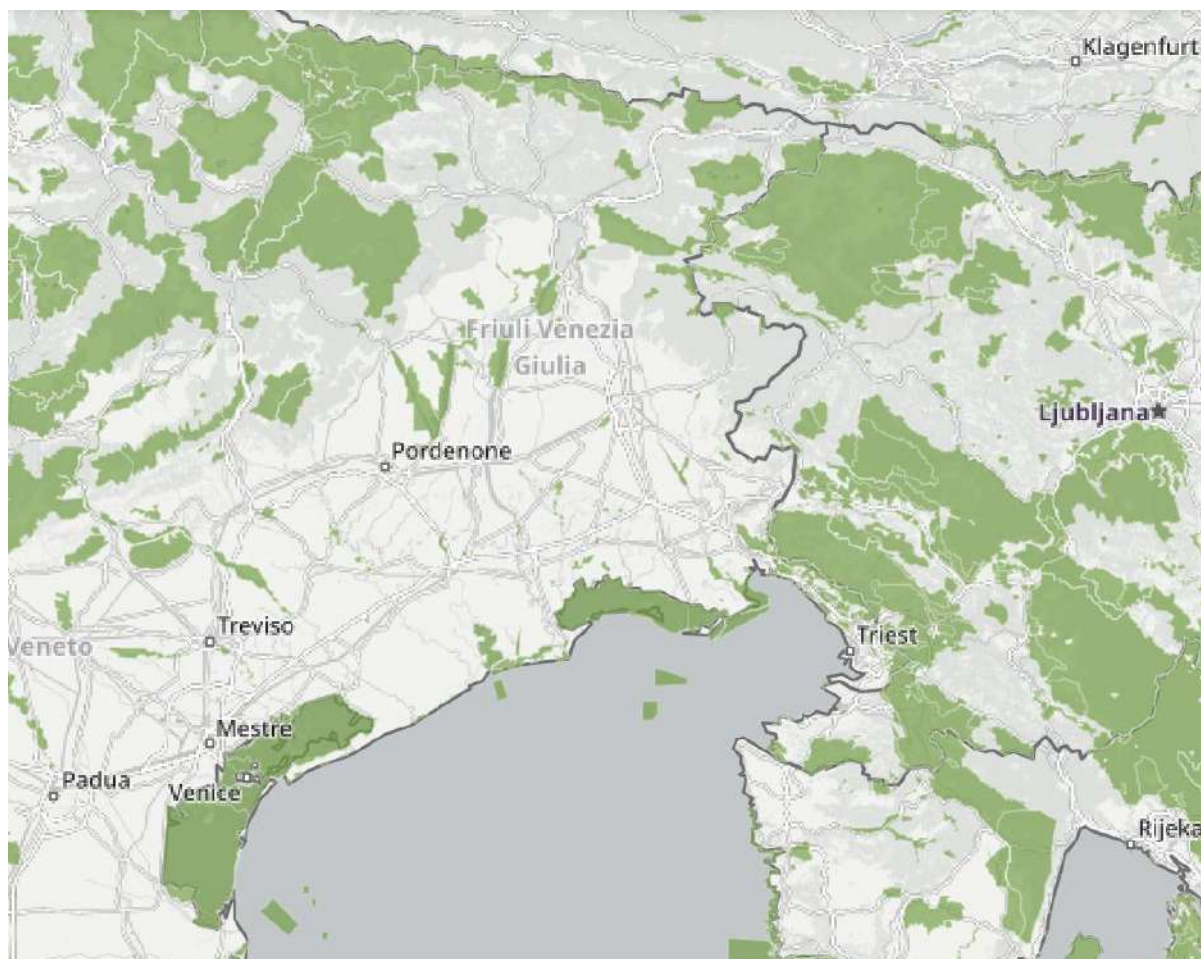 Klagenfurt
Friuli Venezia
Giulia
Ljubljana
Pordenone
Treviso
Veneto
Triest
Mestre
Padua
Venice
Rijeka